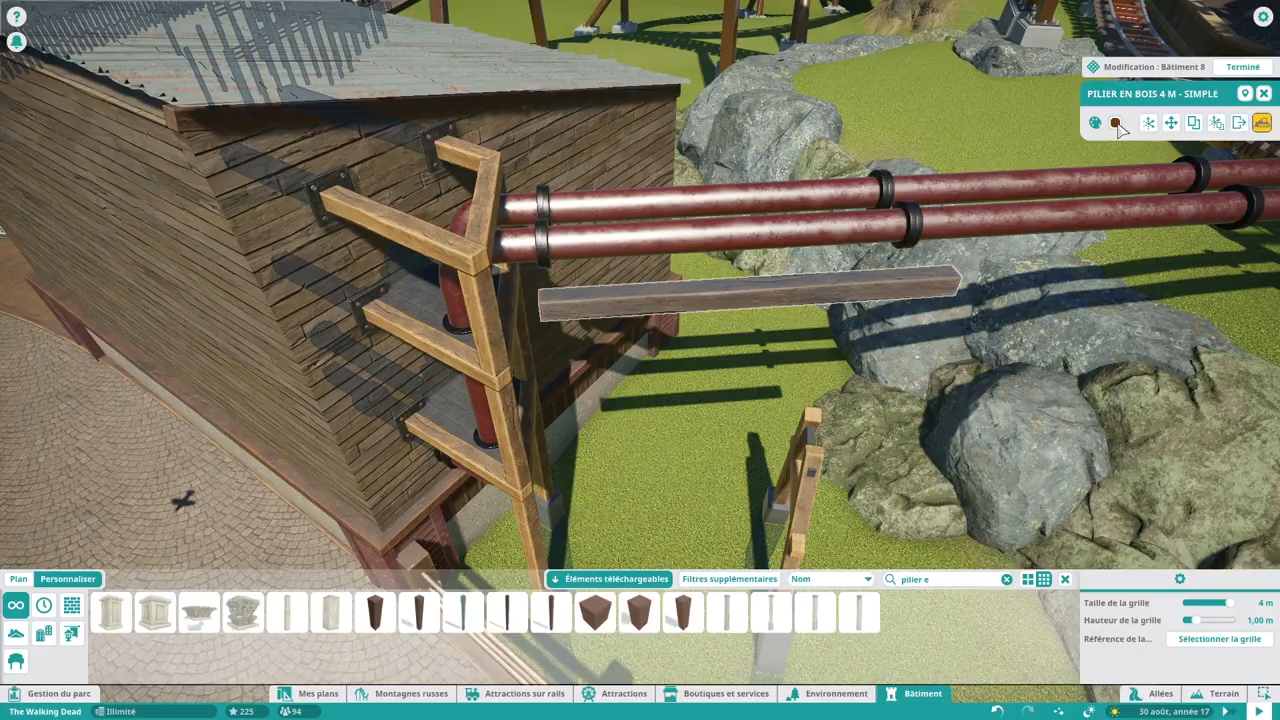 Modification : Bâtiment 8
Terminé
PILIER EN BOIS 4 M - SIMPLE
Plan
Personnaliser
Éléments téléchargeables
Filtres supplémentaires
Nom
pilier e
Taille de la grille
4 m
Hauteur de la grille
1,00 m
Référence de la...
Sélectionner la grille
Gestion du parc
Mes plans
Montagnes russes
Attractions sur rails
Attractions
Boutiques et services
Environnement
Bâtiment
Allées
Terrain
The Walking Dead
Illimité
225
94
30 août, année 17